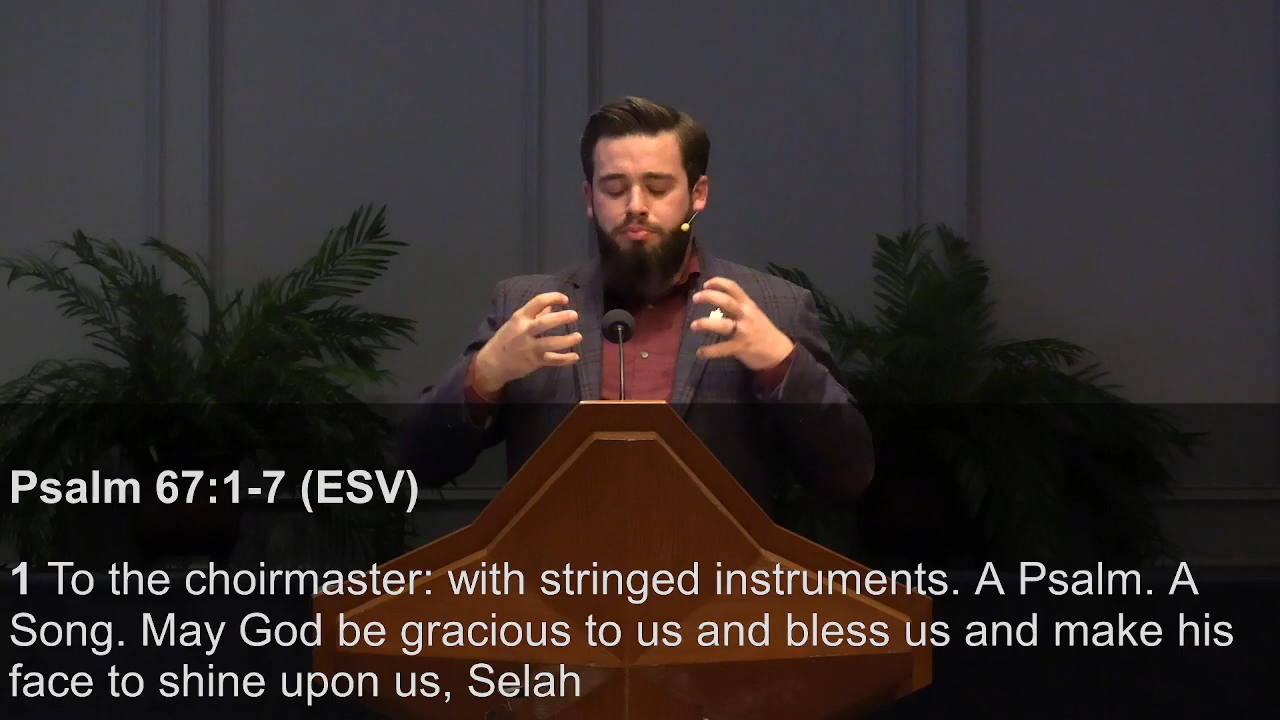 Psalm 67:1-7 (ESV)
1 To the choirmaster: with stringed instruments. A Psalm. A
Song. May God be gracious to us and bless us and make his
face to shine upon us, Selah